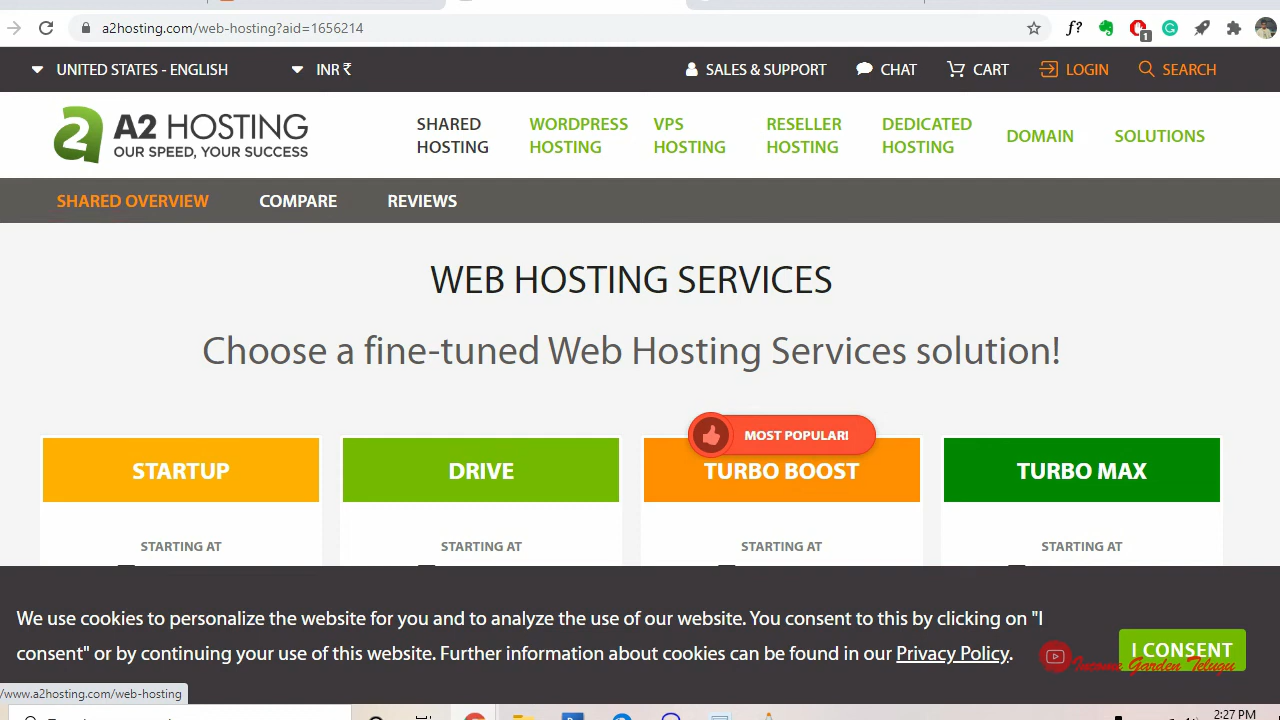 a2hosting.com/web-hosting?aid=1656214
f?
1
UNITED STATES - ENGLISH
INR ₹
SALES & SUPPORT
CHAT
CART
LOGIN
SEARCH
A2 HOSTING
OUR SPEED, YOUR SUCCESS
SHARED
HOSTING
WORDPRESS
HOSTING
VPS
HOSTING
RESELLER
HOSTING
DEDICATED
HOSTING
DOMAIN
SOLUTIONS
SHARED OVERVIEW
COMPARE
REVIEWS
WEB HOSTING SERVICES
Choose a fine-tuned Web Hosting Services solution!
MOST POPULAR!
STARTUP
DRIVE
TURBO BOOST
TURBO MAX
STARTING AT
STARTING AT
STARTING AT
STARTING AT
We use cookies to personalize the website for you and to analyze the use of our website. You consent to this by clicking on "I
consent" or by continuing your use of this website. Further information about cookies can be found in our Privacy Policy.
I CONSENT
Income Garden Telugu
/www.a2hosting.com/web-hosting
2:27 PM